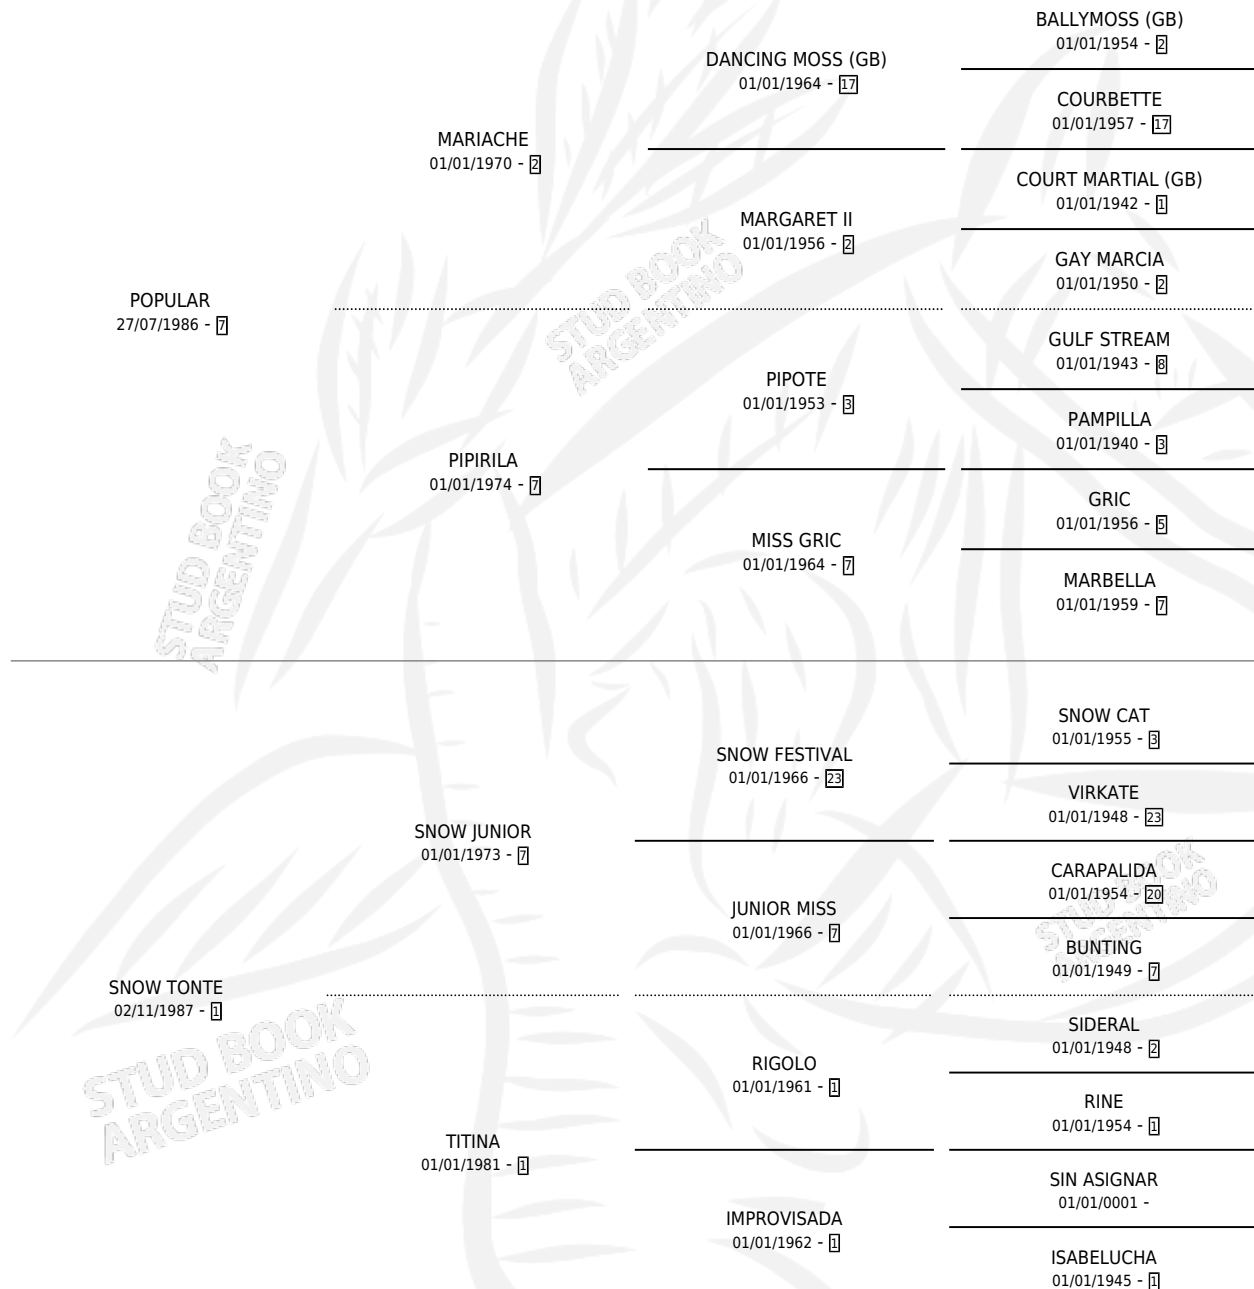 BALLYMOSS (GB)
01/01/1954 - 2
DANCING MOSS (GB)
01/01/1964 - 17
COURBETTE
01/01/1957 - 17
MARIACHE
01/01/1970 - 2
COURT MARTIAL (GB)
01/01/1942 - 1
MARGARET II
01/01/1956 - 2
GAY MARCIA
01/01/1950 - 2
POPULAR
27/07/1986 - 7
GULF STREAM
01/01/1943 - 8
PIPOTE
01/01/1953 - 3
PAMPILLA
01/01/1940 - 3
PIPIRILA
01/01/1974 - 7
GRIC
01/01/1956 - 5
MISS GRIC
01/01/1964 - 7
MARBELLA
01/01/1959 - 7
SNOW CAT
01/01/1955 - 3
SNOW FESTIVAL
01/01/1966 - 23
VIRKATE
01/01/1948 - 23
SNOW JUNIOR
01/01/1973 - 7
CARAPALIDA
01/01/1954 - 20
JUNIOR MISS
01/01/1966 - 7
BUNTING
01/01/1949 - 7
SNOW TONTE
02/11/1987 - 1
SIDERAL
01/01/1948 - 2
RIGOLO
01/01/1961 - 1
RINE
01/01/1954 - 1
TITINA
01/01/1981 - 1
SIN ASIGNAR
01/01/0001 -
IMPROVISADA
01/01/1962 - 1
ISABELUCHA
01/01/1945 - 1
STUD BOOK
ARGENTINO
STUD BOOK
ARGENTINO
STUD BOOK
ARGENTINO
STUD BOOK
ARGENTINO